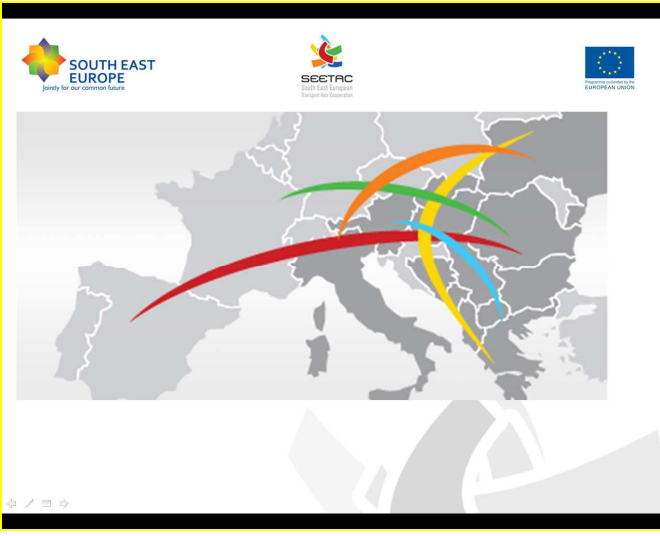 SOUTH EAST
EUROPE
Jointly for our common future
SEETAC
South East European
Transport Axis Cooperation
Programme co-funded by the
EUROPEAN UNION